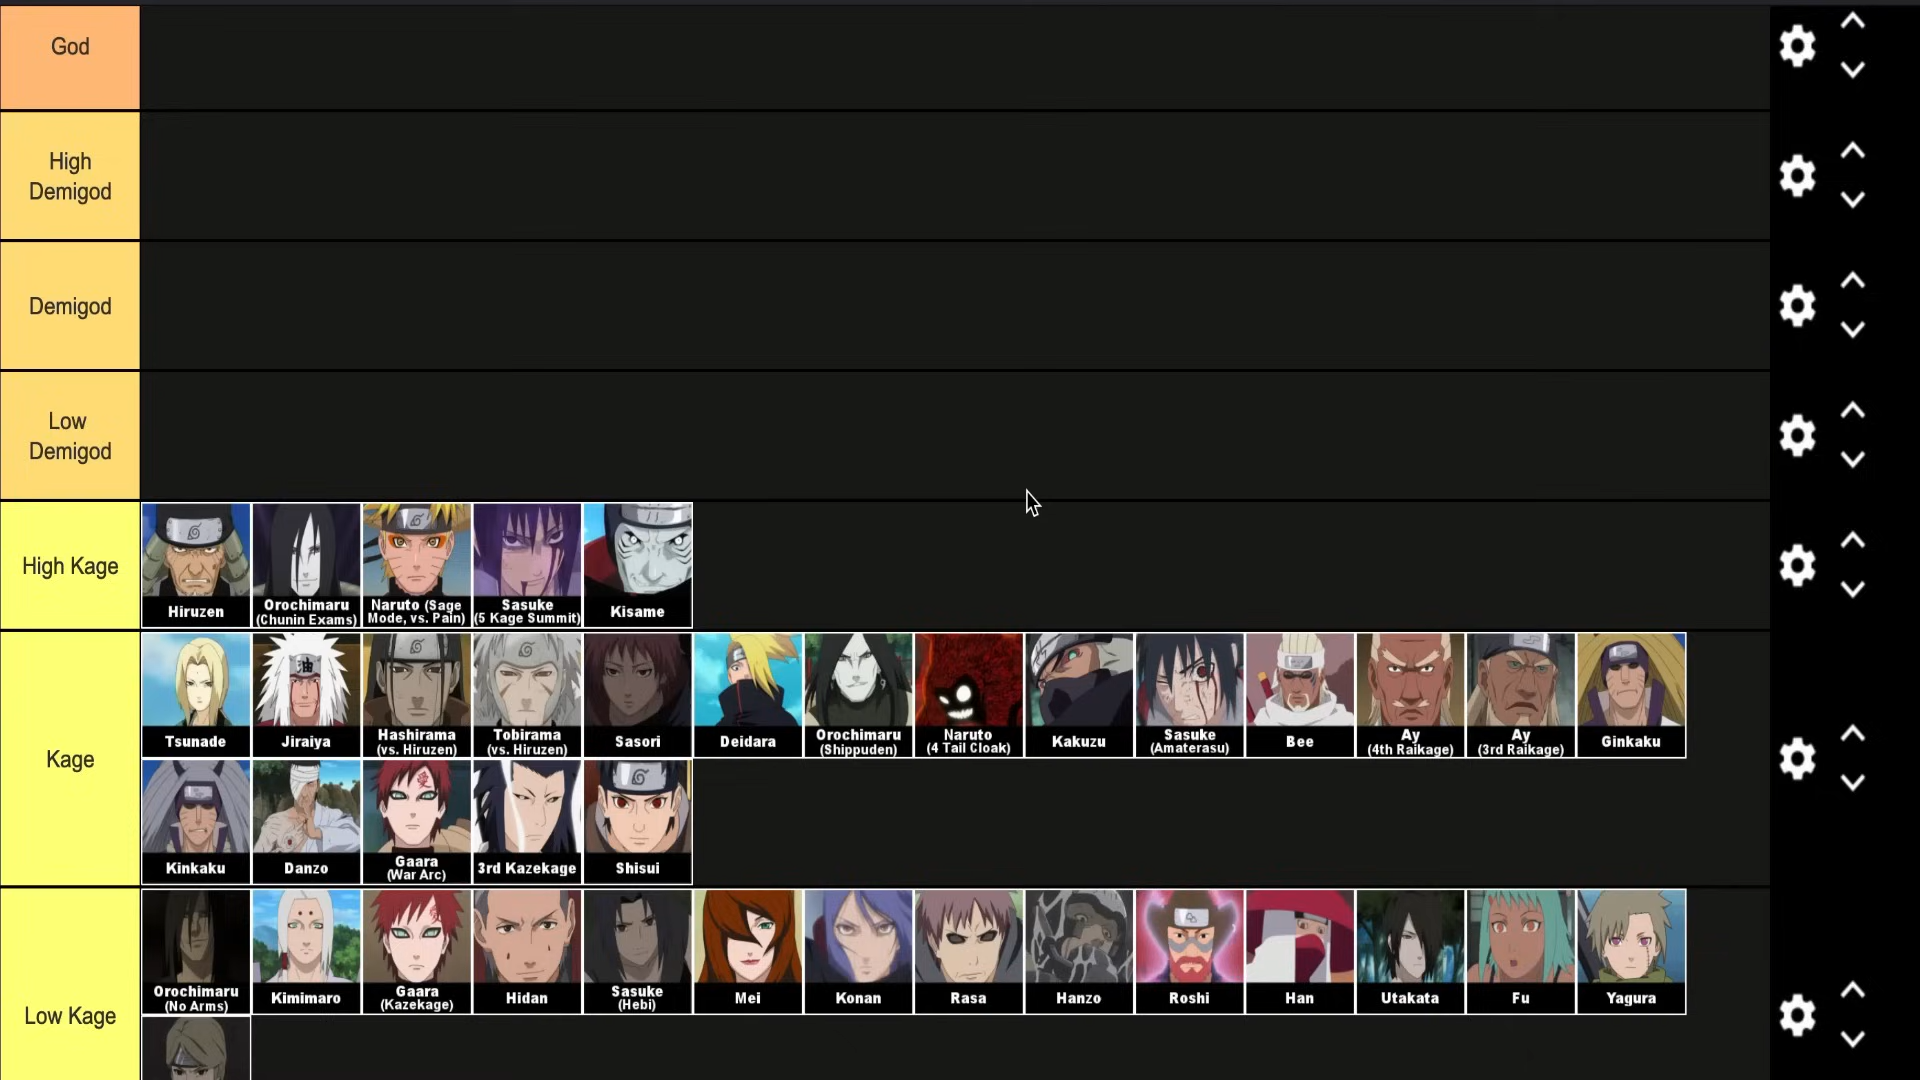 God
High
Demigod
Demigod
Low
Demigod
High Kage
Hiruzen
Orochimaru
(Chunin Exams)
Naruto (Sage
Mode, vs. Pain)
Sasuke
(5 Kage Summit)
Kisame
Kage
Tsunade
Jiraiya
Hashirama
(vs. Hiruzen)
Tobirama
(vs. Hiruzen)
Sasori
Deidara
Orochimaru
(Shippuden)
Naruto
(4 Tail Cloak)
Kakuzu
Sasuke
(Amaterasu)
Bee
Ay
(4th Raikage)
Ay
(3rd Raikage)
Ginkaku
Kinkaku
Danzo
Gaara
(War Arc)
3rd Kazekage
Shisui
Low Kage
Orochimaru
(No Arms)
Kimimaro
Gaara
(Kazekage)
Hidan
Sasuke
(Hebi)
Mei
Konan
Rasa
Hanzo
Roshi
Han
Utakata
Fu
Yagura
油